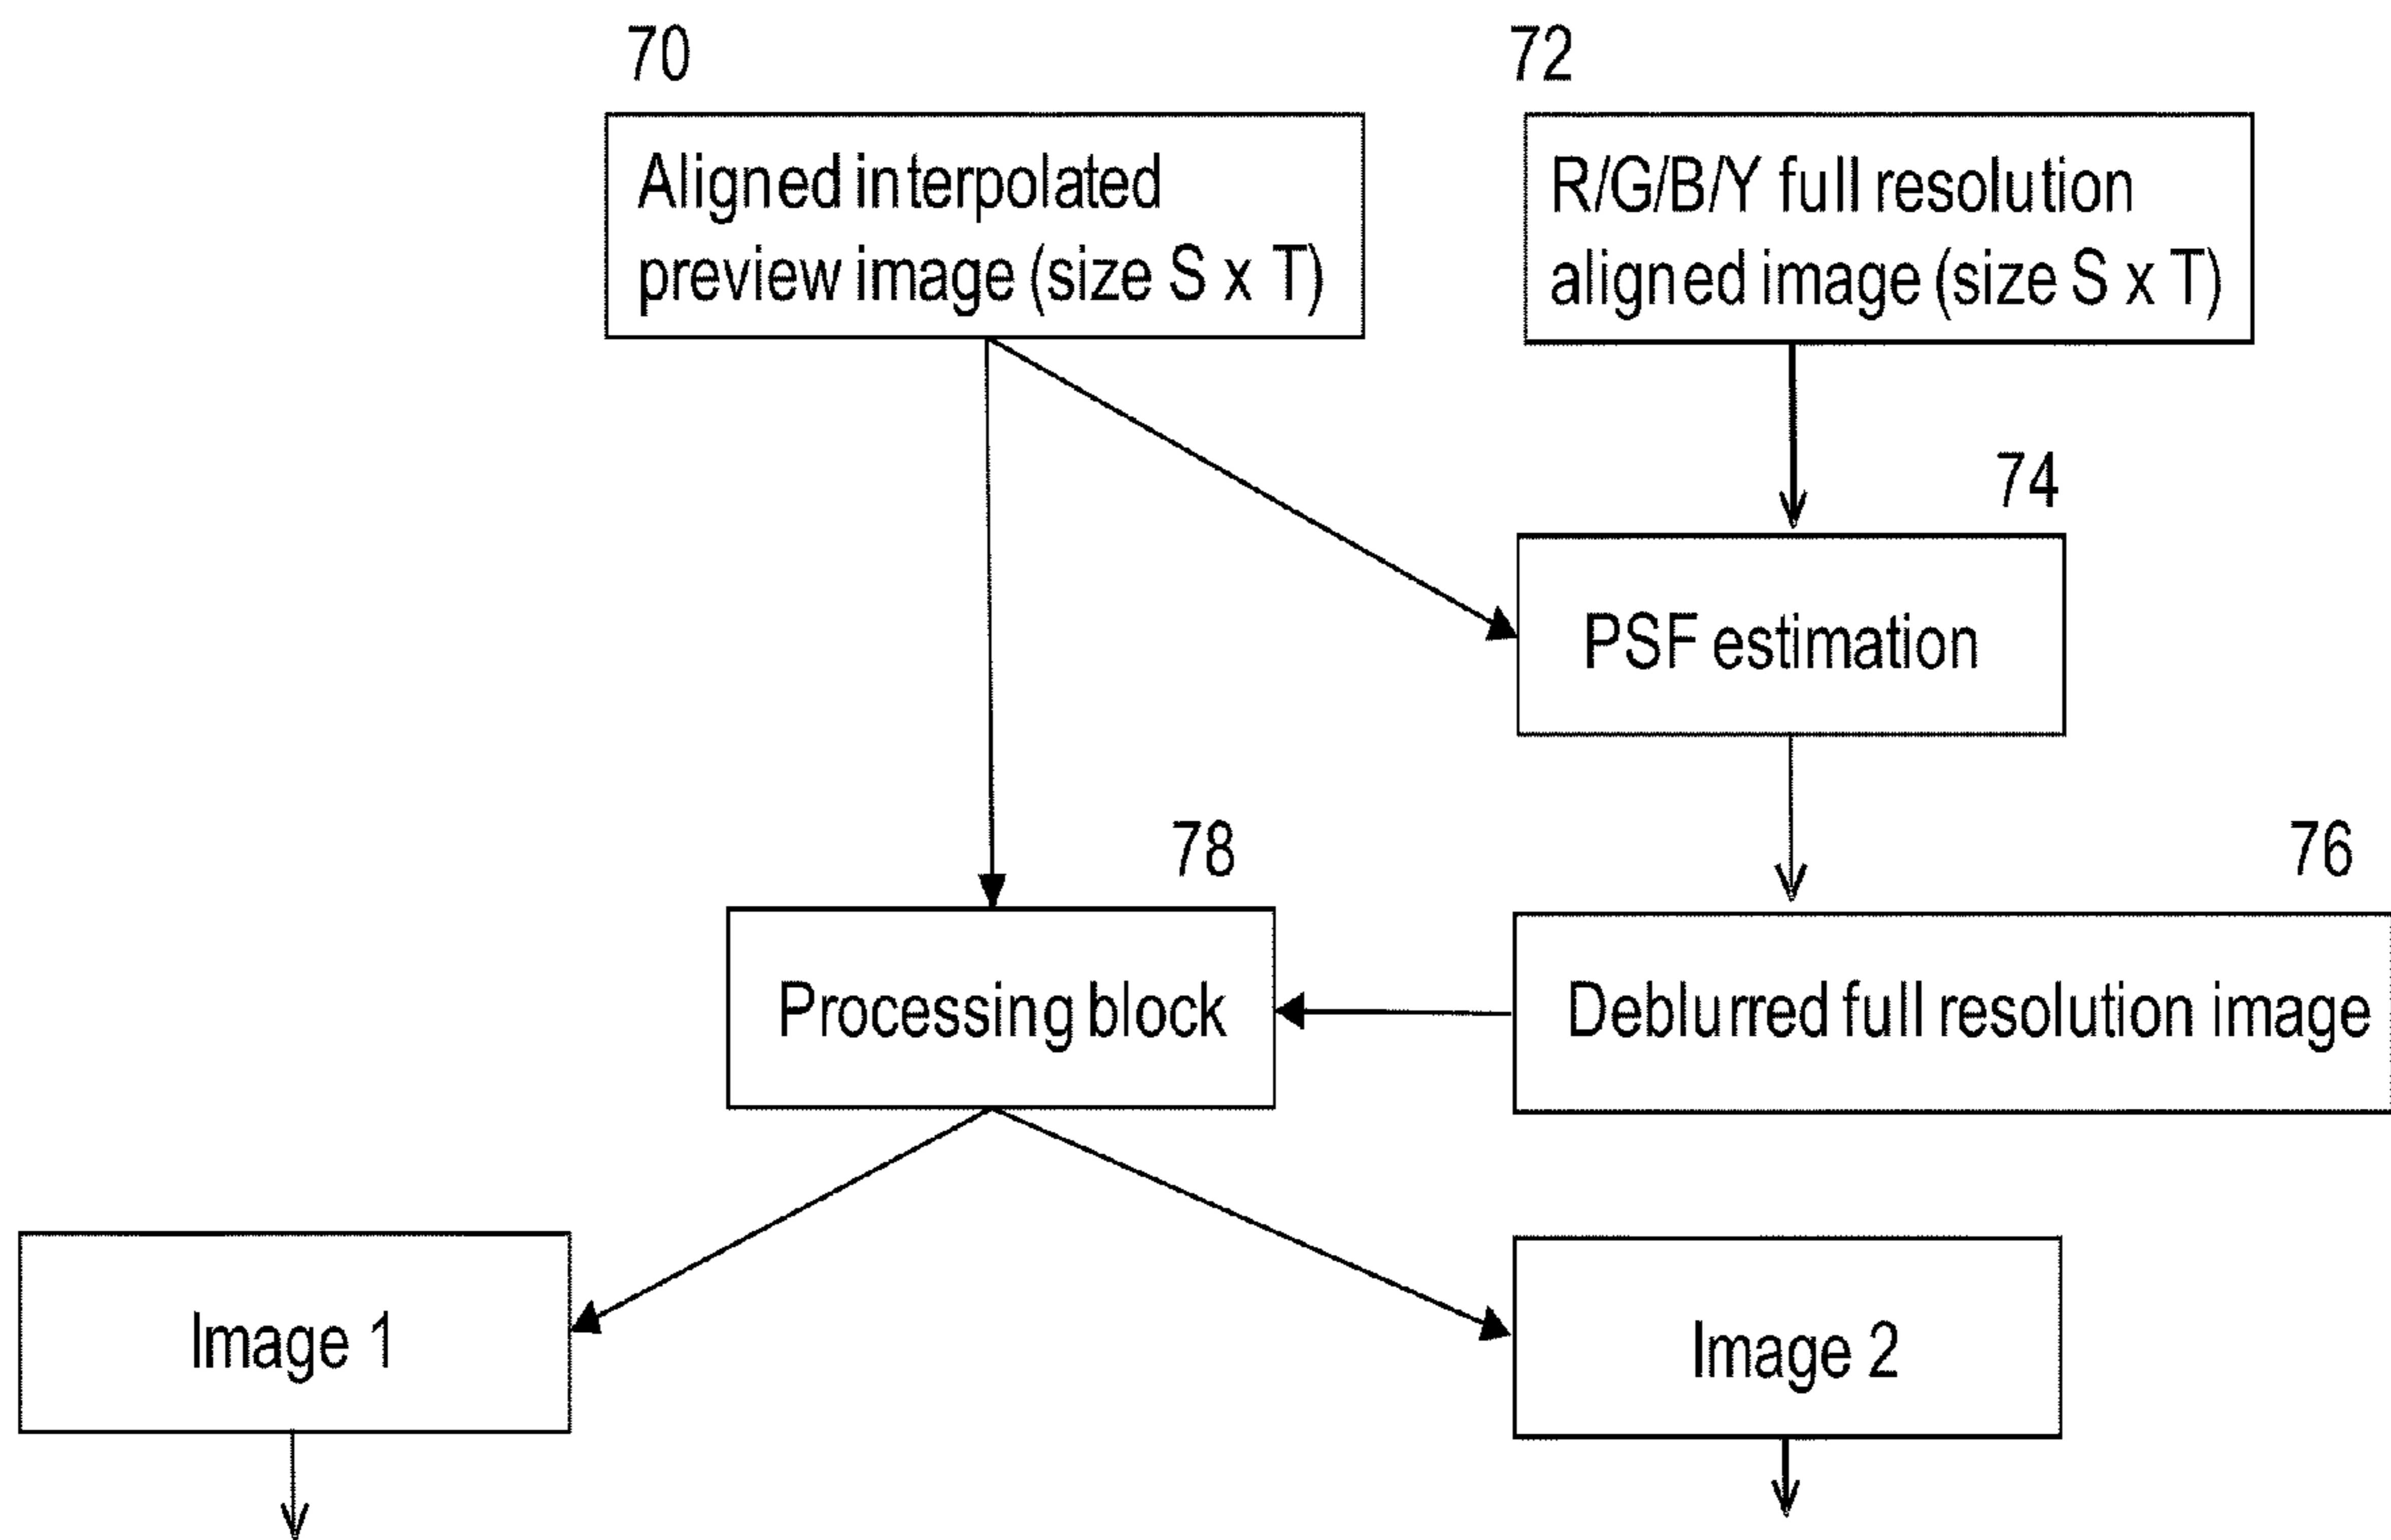 70
72
Aligned interpolated
preview image (size S x T)
R/G/B/Y full resolution
aligned image (size S x T)
74
PSF estimation
78
76
Processing block
Deblurred full resolution image
Image 1
Image 2